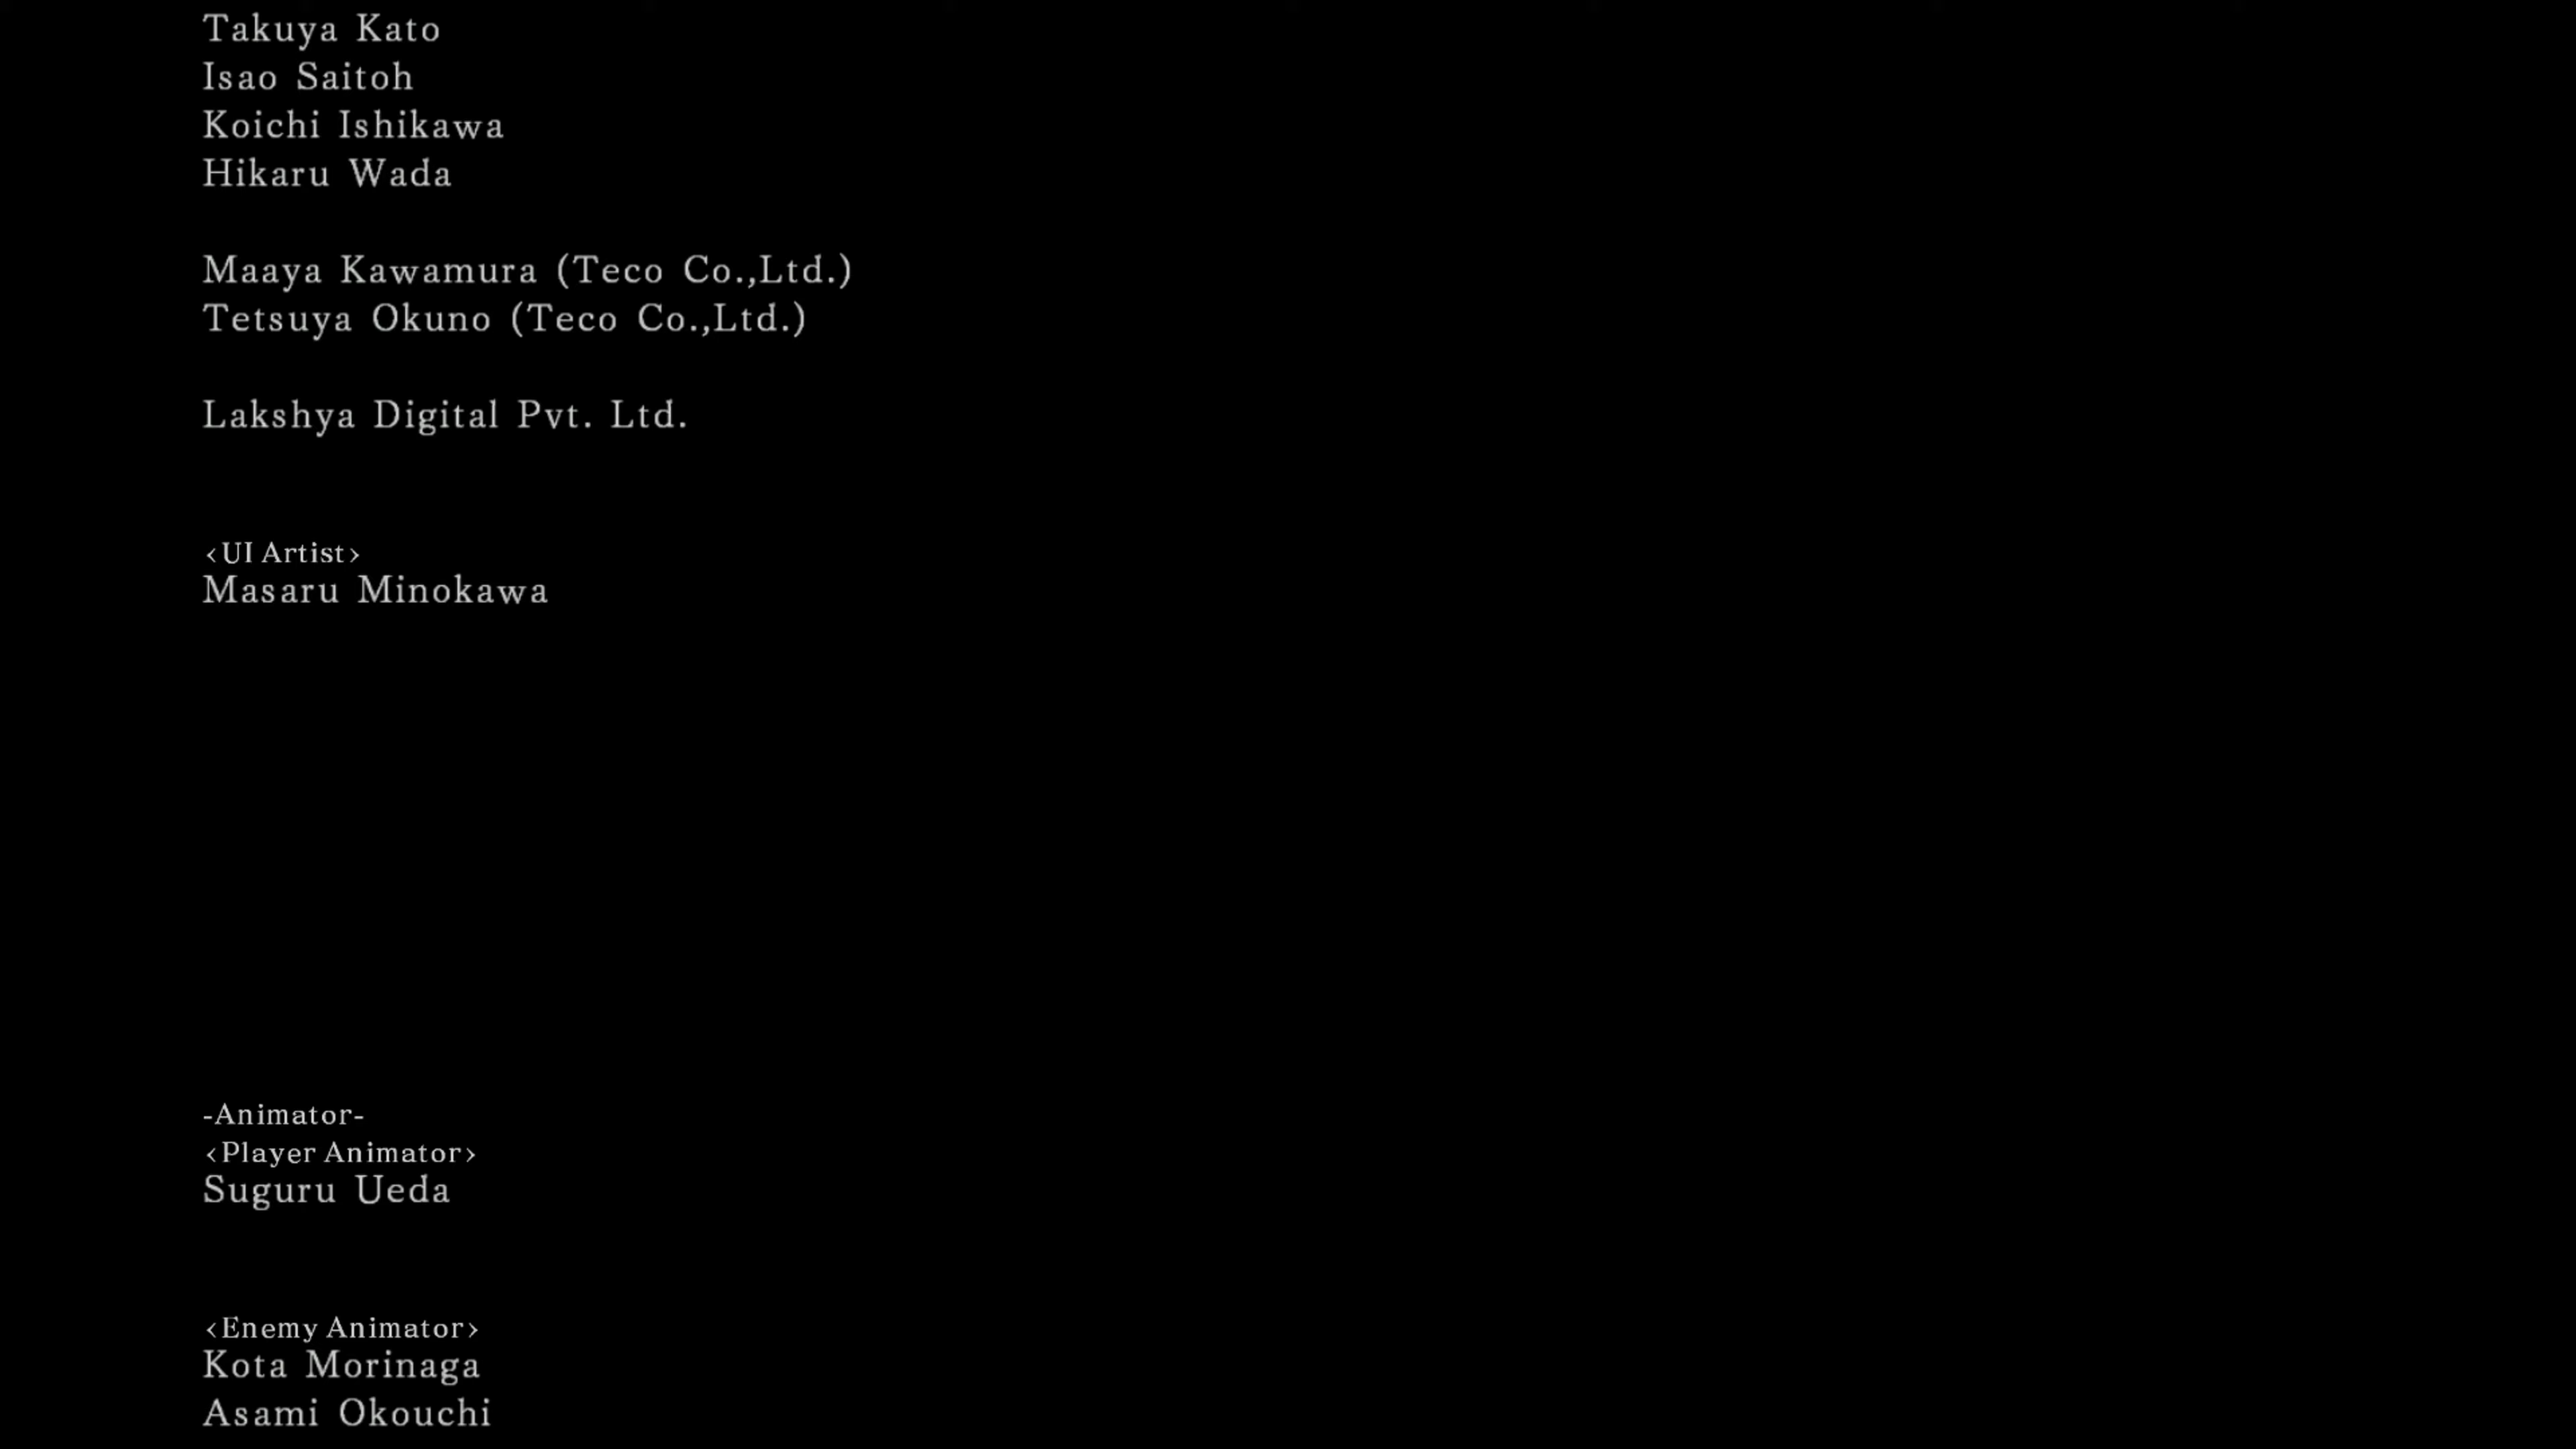 Takuya Kato
Isao Saitoh
Koichi Ishikawa
Hikaru Wada
Maaya Kawamura (Teco Co.,Ltd.)
Tetsuya Okuno (Teco Co.,Ltd.)
Lakshya Digital Pvt. Ltd.
<UI Artist>
Masaru Minokawa
-Animator-
<Player Animator>
Suguru Ueda
<Enemy Animator>
Kota Morinaga
Asami Okouchi